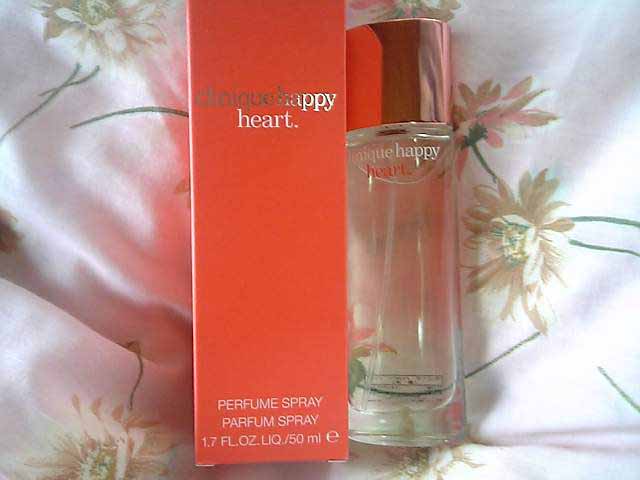 clinique happy
heart.
PERFUME SPRAY
PARFUM SPRAY
1.7 FL.OZ.LIQ./50 ml ℮
clinique happy
heart.